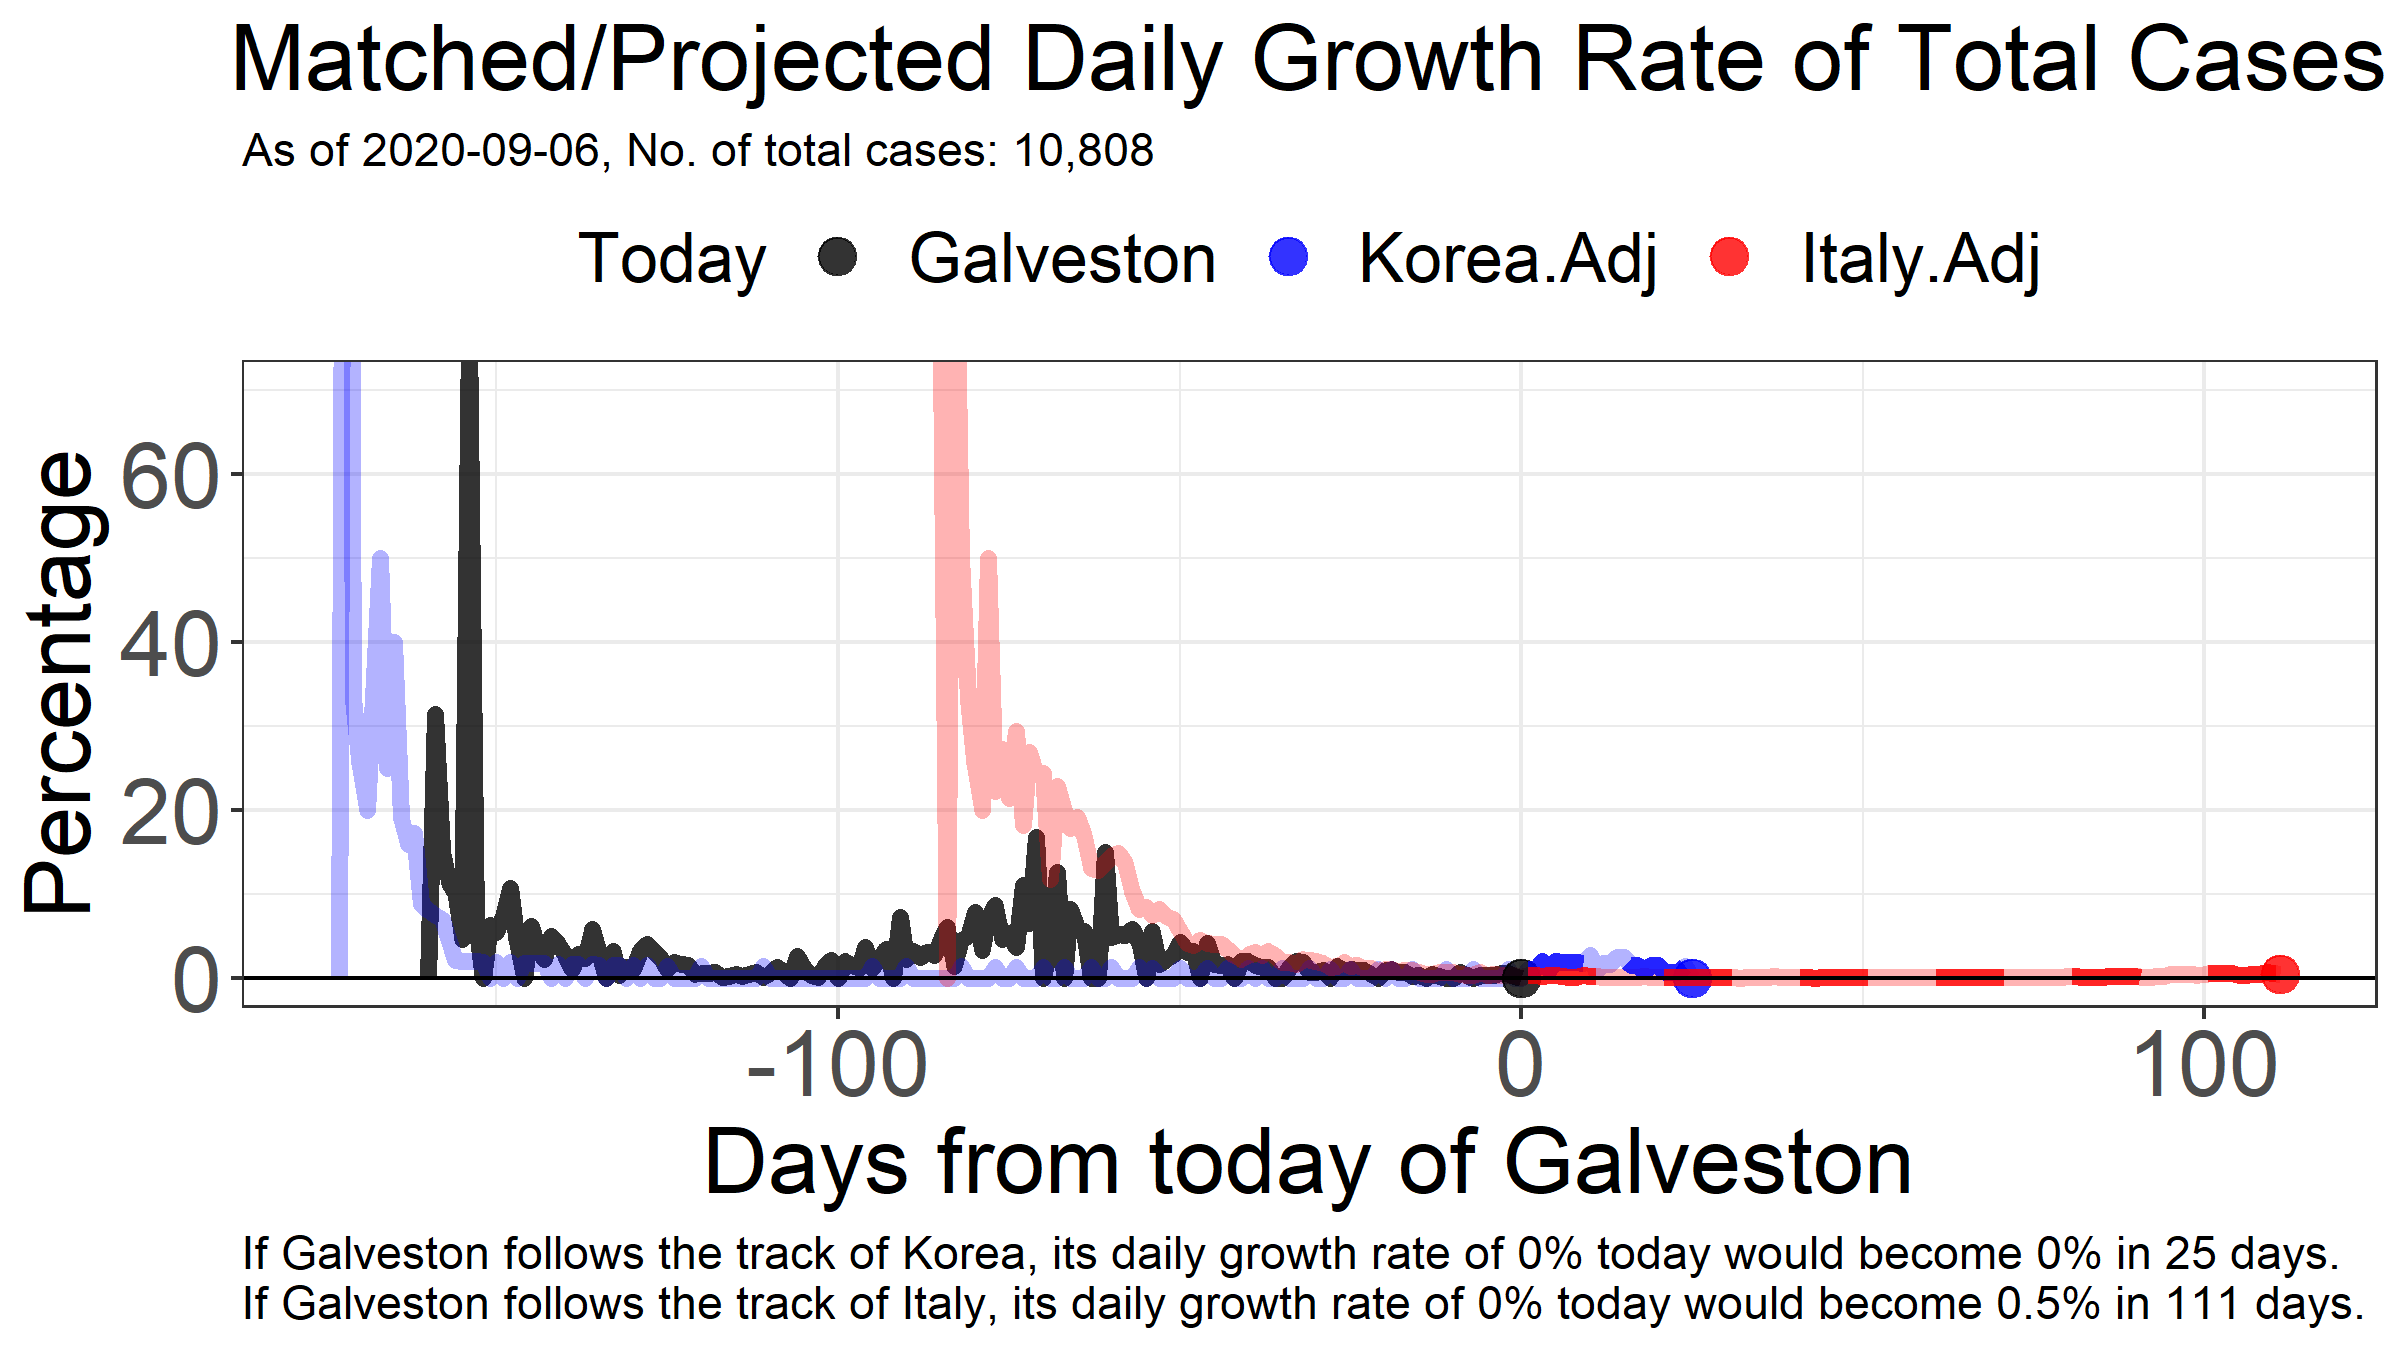 Matched/Projected Daily Growth Rate of Total Cases
As of 2020-09-06, No. of total cases: 10,808
Today Galveston Korea.Adj Italy.Adj
Percentage
60
40
20
0
-100 0 100
Days from today of Galveston
If Galveston follows the track of Korea, its daily growth rate of 0% today would become 0% in 25 days.
If Galveston follows the track of Italy, its daily growth rate of 0% today would become 0.5% in 111 days.